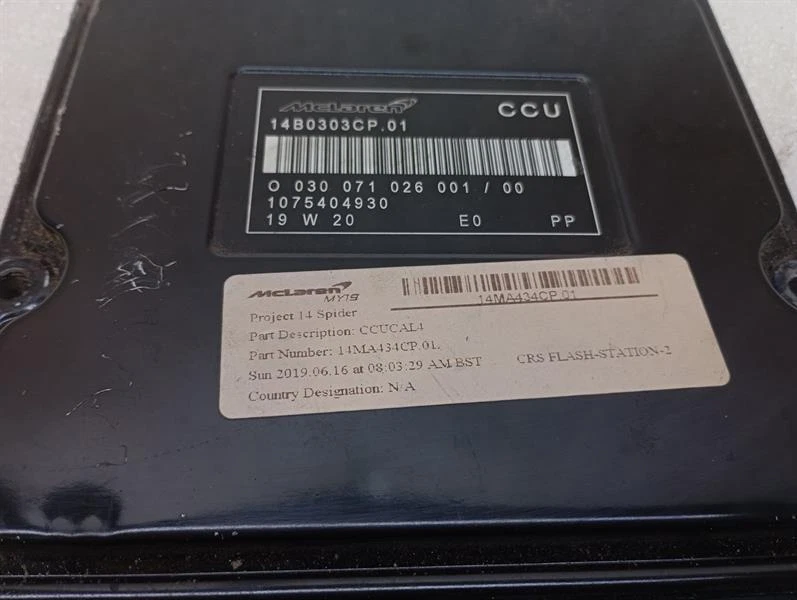 McLaren CCU
14B0303CP.01
O 030 071 026 001 / 00
1075404930
19 W 20 E0 PP
McLaren
MY19
14MA434CP.01
Project 14 Spider
Part Description: CCUCAL4
Part Number: 14MA434CP.01.
Sun 2019.06.16 at 08:03:29 AM BST CRS FLASH-STATION-2
Country Designation: N/A